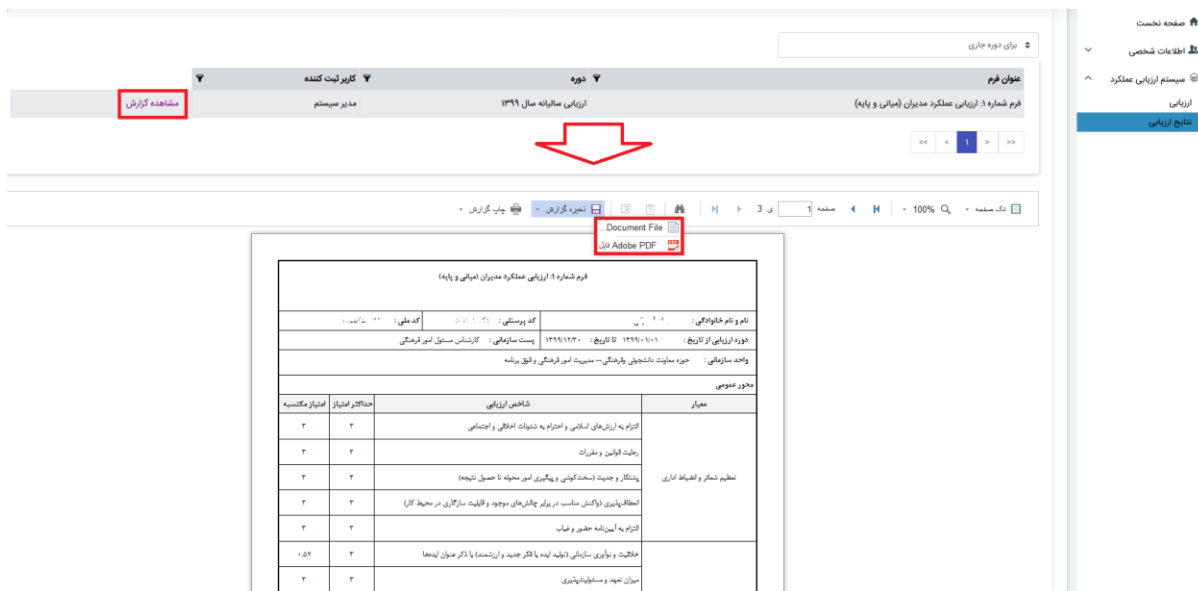 صفحه نخست
اطلاعات شخصی
سیستم ارزیابی عملکرد
ارزیابی
نتایج ارزیابی
برای دوره جاری
عنوان فرم دوره کاربر ثبت کننده
فرم شماره ۱: ارزیابی عملکرد مدیران (میانی و پایه) ارزیابی سالیانه سال ۱۳۹۹ مدیر سیستم مشاهده گزارش
<< < ۱ > >>
تک صفحه 100% صفحه 1 ی 3 ذخیره گزارش چاپ گزارش
Document File...
Adobe PDF فایل
فرم شماره ۱: ارزیابی عملکرد مدیران (میانی و پایه)
نام و نام خانوادگی : کد پرسنلی : کد ملی :
دوره ارزیابی از تاریخ : ۱۳۹۹/۰۱/۰۱ تا تاریخ : ۱۳۹۹/۱۲/۳۰ پست سازمانی : کارشناس مسئول امور فرهنگی
واحد سازمانی : حوزه معاونت دانشجوئی وفرهنگی-- مدیریت امور فرهنگی و فوق برنامه
محور عمومی
معیار شاخص ارزیابی حداکثر امتیاز امتیاز مکتسبه
التزام به ارزش‌های اسلامی و احترام به شئونات اخلاقی و اجتماعی ۳ ۳
رعایت قوانین و مقررات ۳ ۳
تعظیم شعائر و انضباط اداری پشتکار و جدیت (سخت‌کوشی و پیگیری امور محوله تا حصول نتیجه) ۳ ۳
انعطاف‌پذیری (واکنش مناسب در برابر چالش‌های موجود و قابلیت سازگاری در محیط کار) ۳ ۳
التزام به آیین‌نامه حضور و غیاب ۳ ۳
خلاقیت و نوآوری سازمانی (تولید ایده یا فکر جدید و ارزشمند) با ذکر عنوان ایده‌ها ۳ ۰.۵۷
میزان تعهد و مسئولیت‌پذیری ۳ ۳